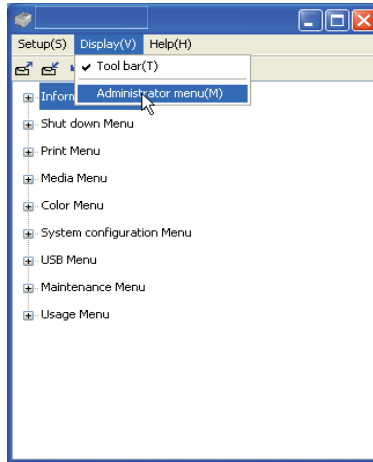 Setup(S) Display(V) Help(H)
Tool bar(T)
Administrator menu(M)
Shut down Menu
Print Menu
Media Menu
Color Menu
System configuration Menu
USB Menu
Maintenance Menu
Usage Menu